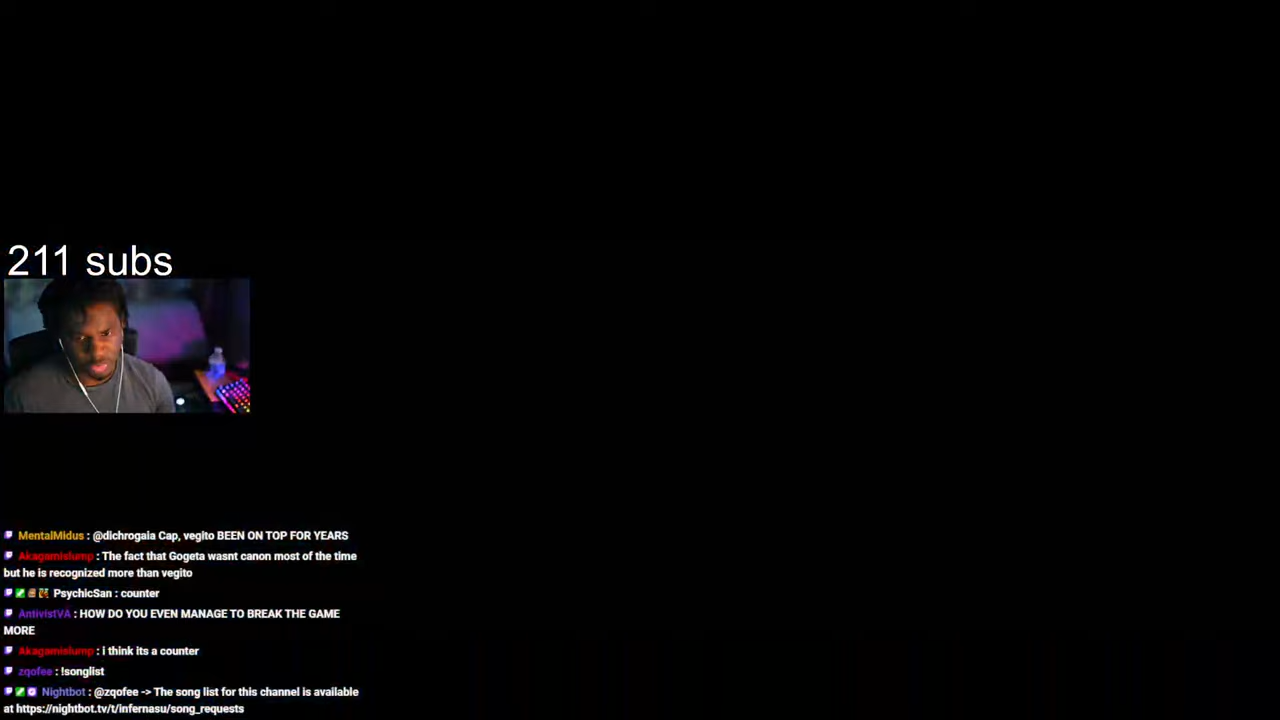 211 subs
MentalMidus : @dichrogaia Cap, vegito BEEN ON TOP FOR YEARS
Akagamislump : The fact that Gogeta wasnt canon most of the time
but he is recognized more than vegito
PsychicSan : counter
AntivistVA : HOW DO YOU EVEN MANAGE TO BREAK THE GAME
MORE
Akagamislump : i think its a counter
zqofee : !songlist
Nightbot : @zqofee -> The song list for this channel is available
at https://nightbot.tv/t/infernasu/song_requests